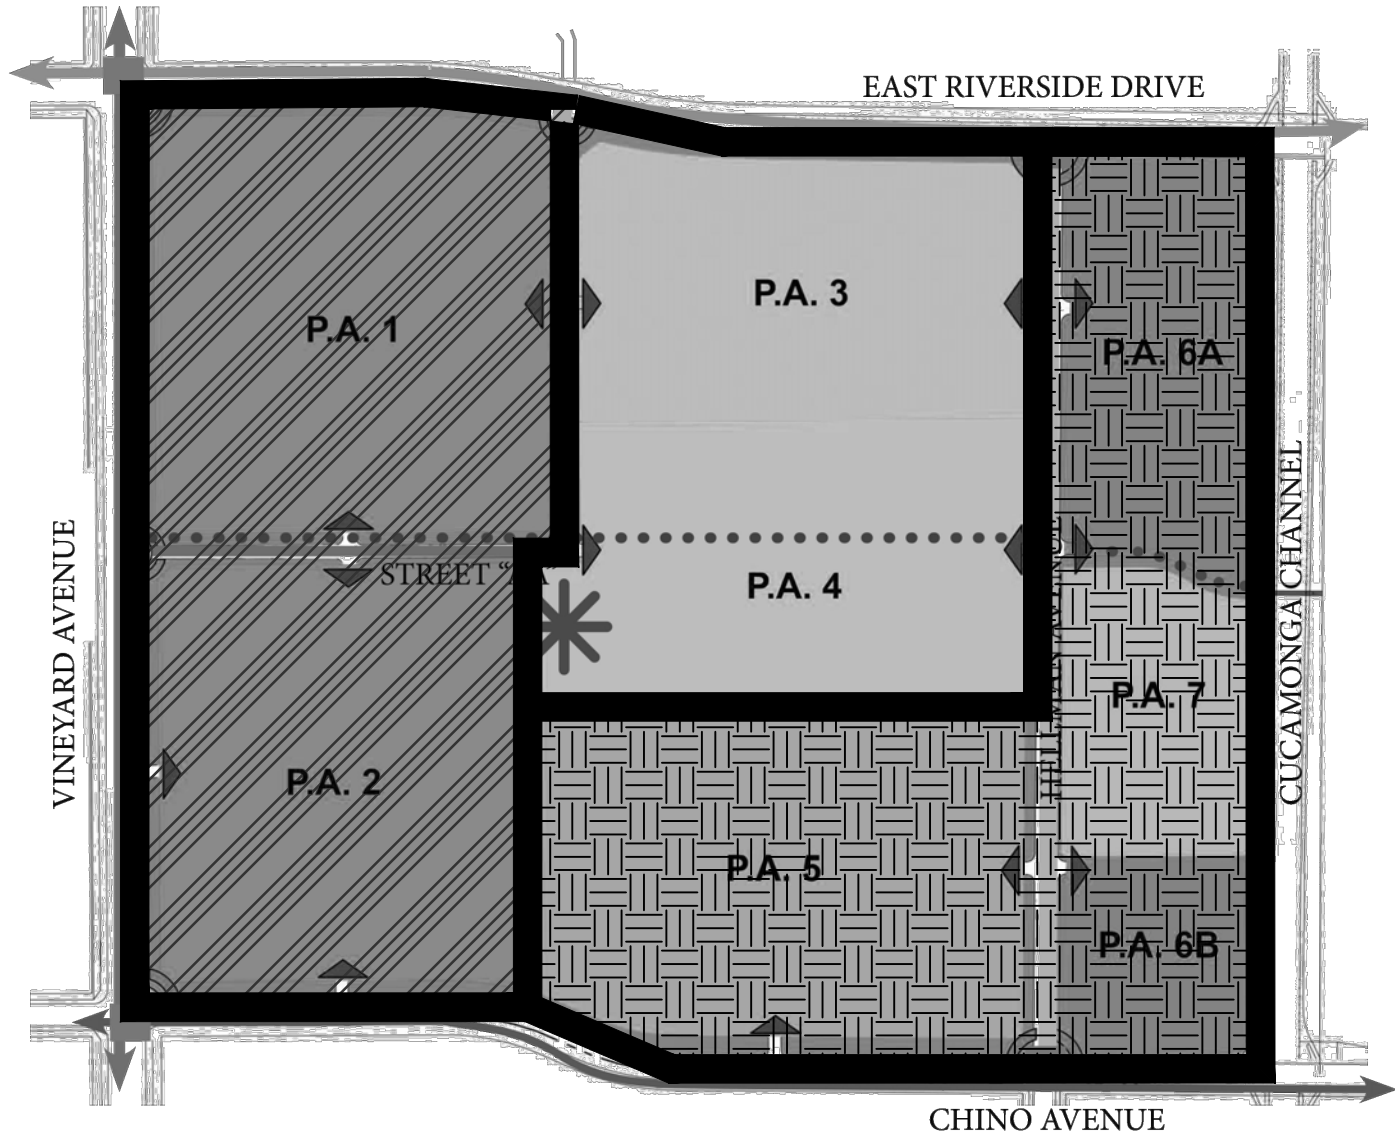 EAST RIVERSIDE DRIVE
P.A. 1
P.A. 3
P.A. 6A
STREET
P.A. 4
P.A. 7
P.A. 2
P.A. 5
P.A. 6B
VINEYARD AVENUE
CUCAMONGA CHANNEL
CHINO AVENUE